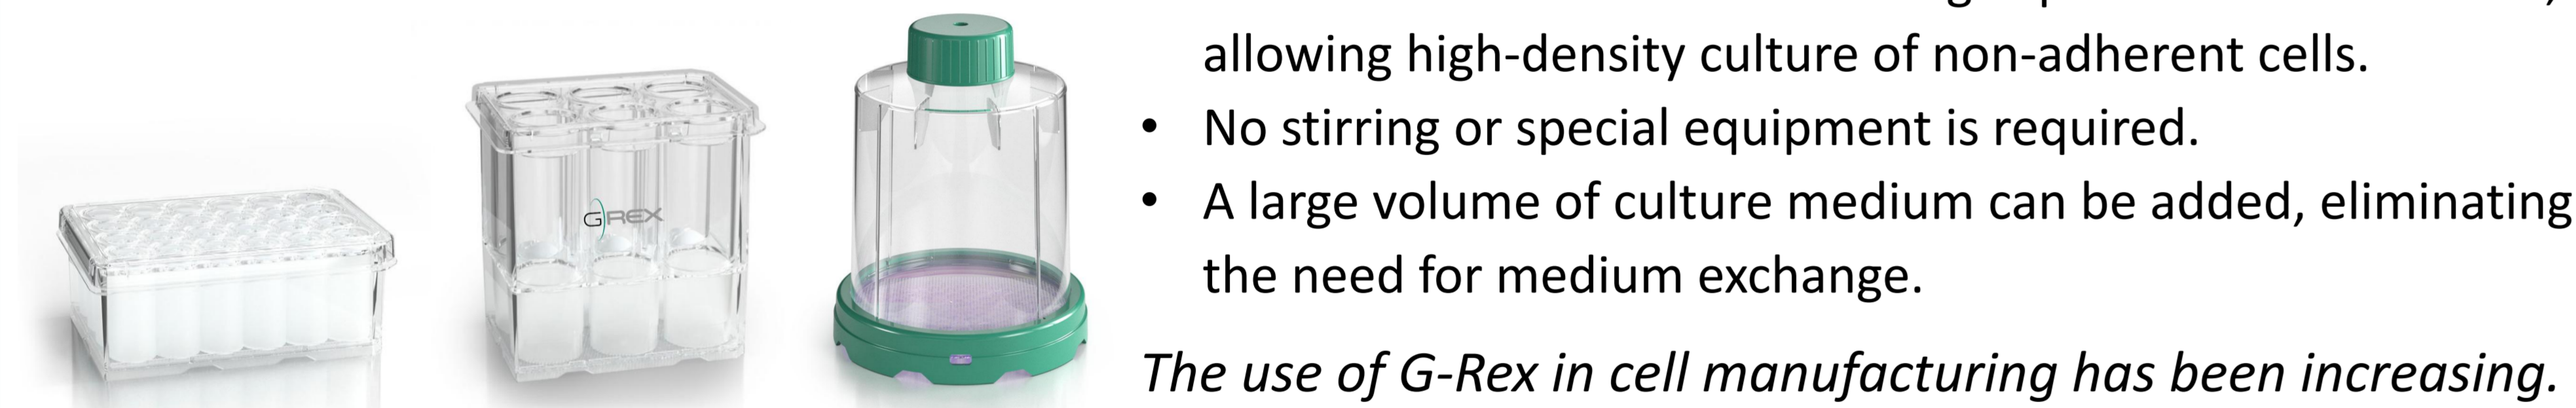 allowing high-density culture of non-adherent cells.
• No stirring or special equipment is required.
• A large volume of culture medium can be added, eliminating
the need for medium exchange.
G-REX
The use of G-Rex in cell manufacturing has been increasing.